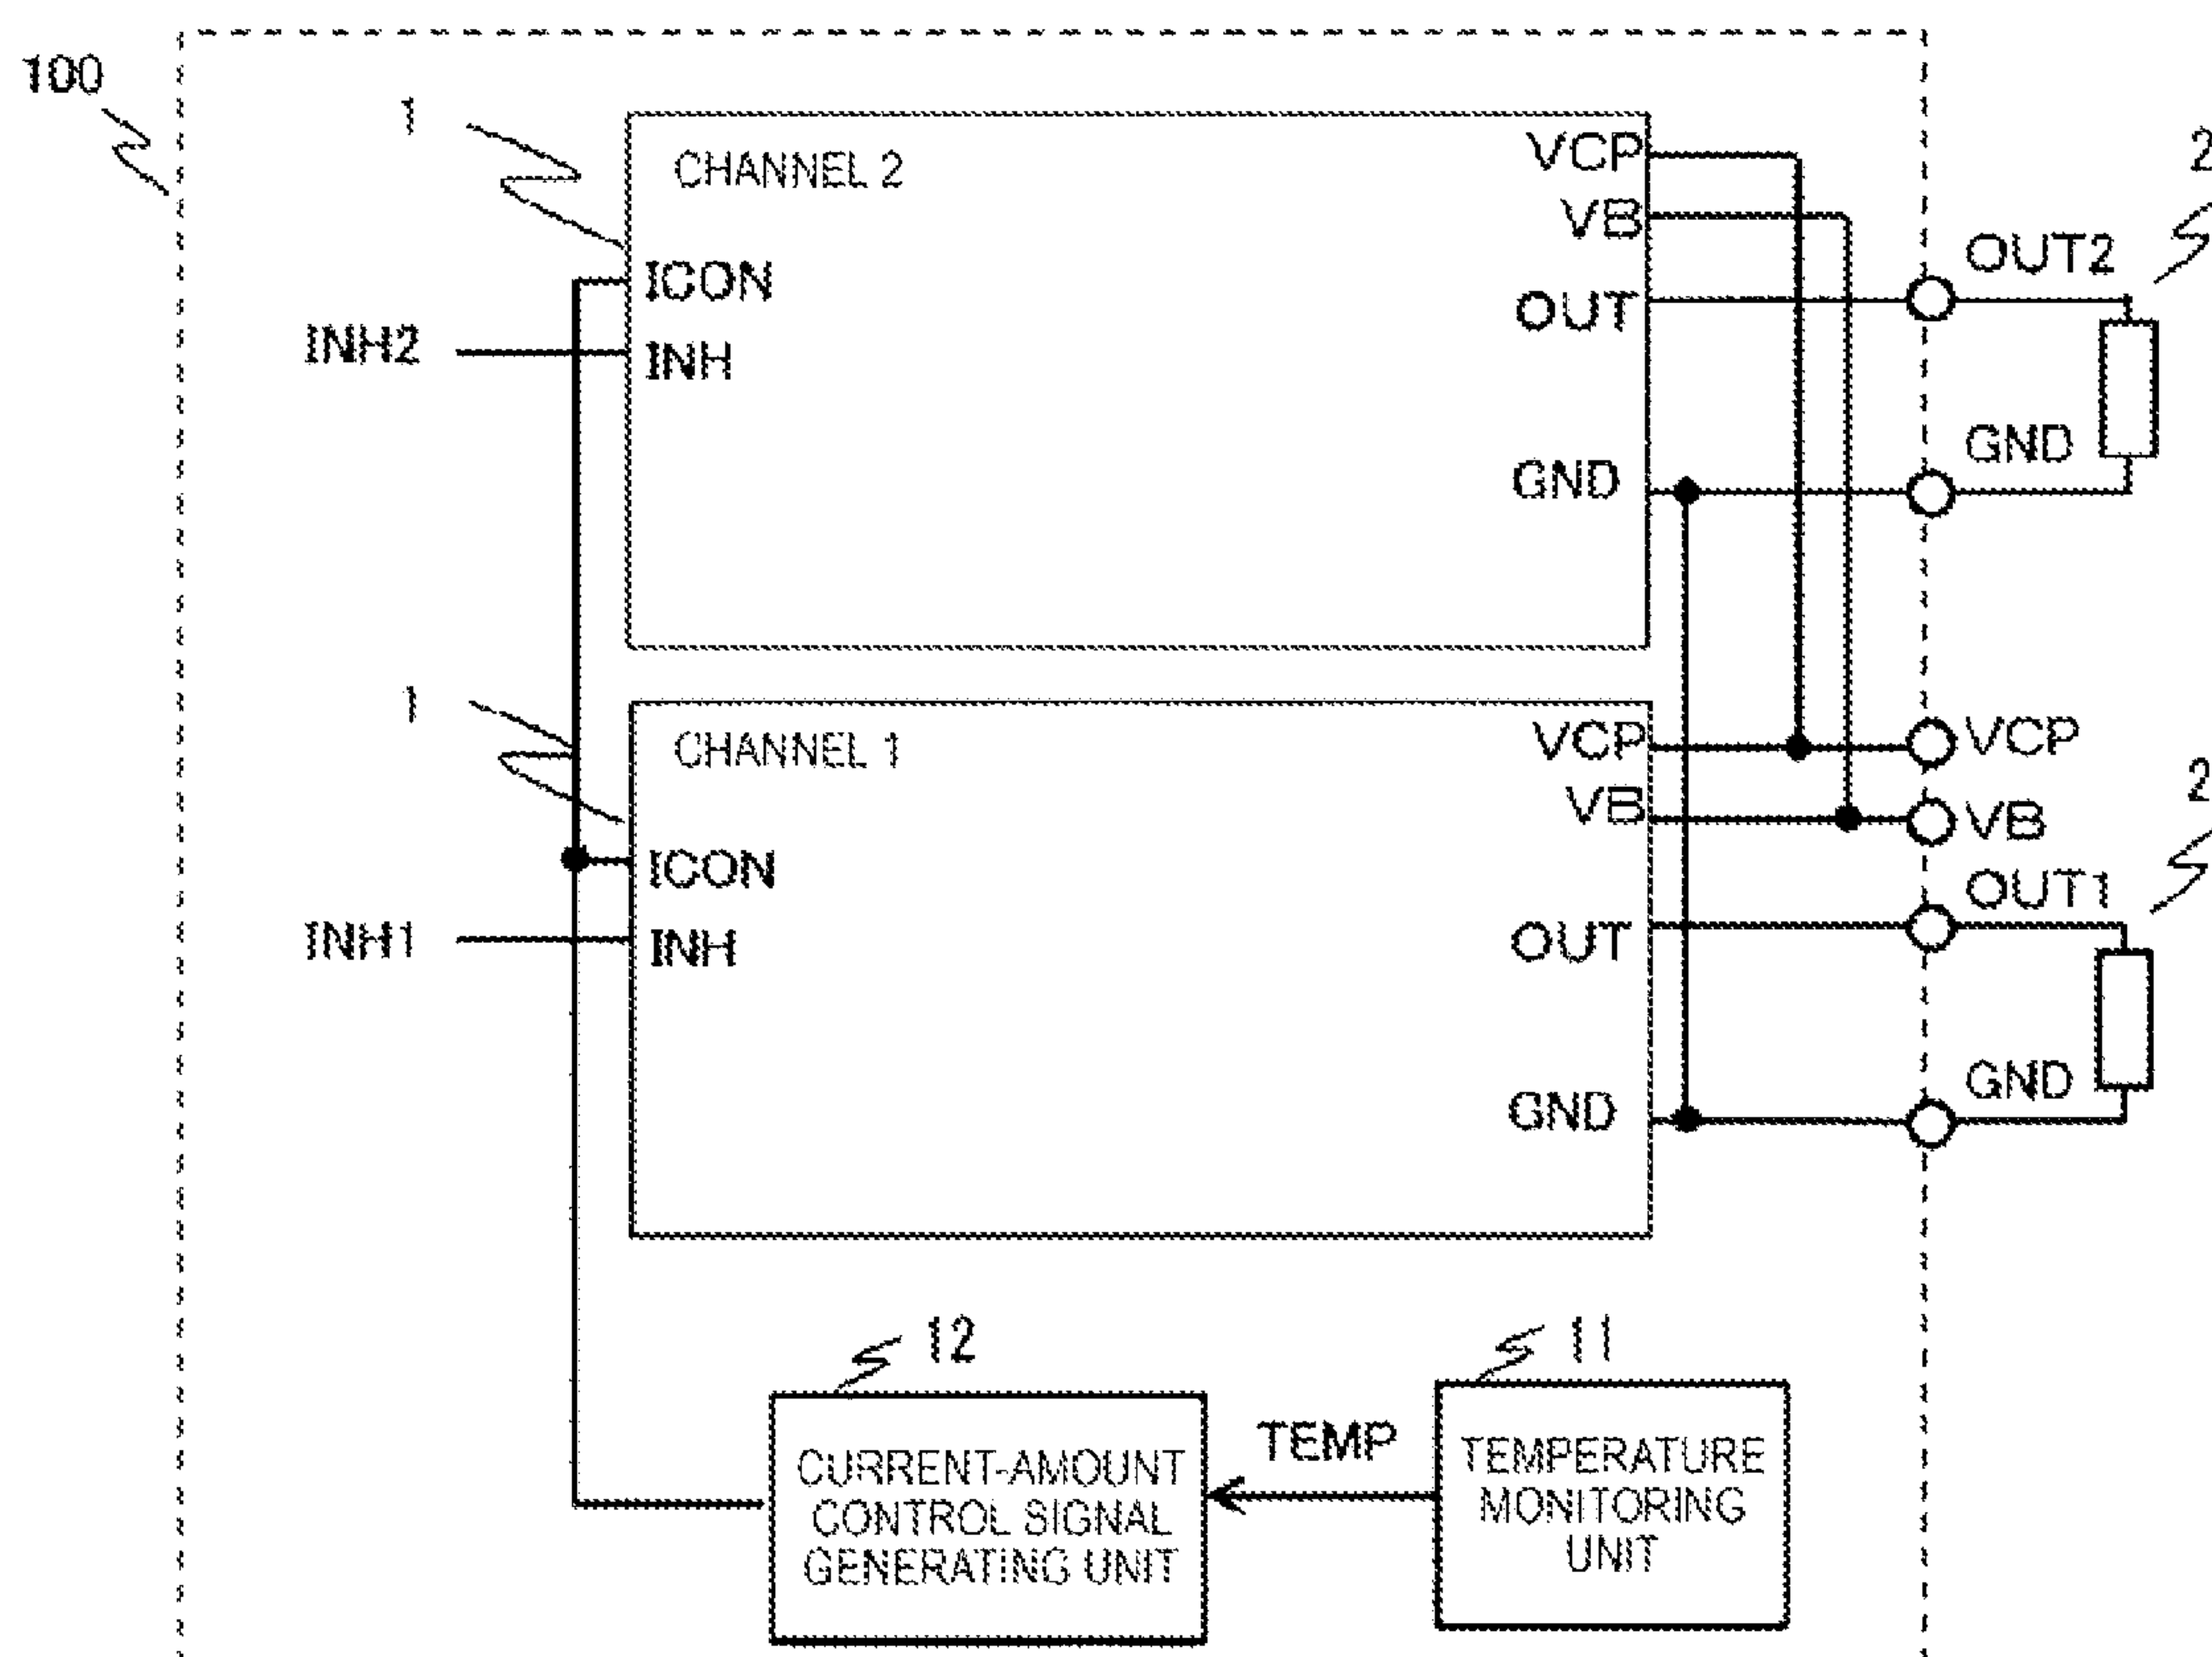 100
1
CHANNEL 2
VCP
VB
ICON
INH2
INH
OUT
GND
OUT2
GND
2
1
CHANNEL 1
VCP
VB
ICON
INH1
INH
OUT
GND
VCP
VB
OUT1
GND
2
12
CURRENT-AMOUNT
CONTROL SIGNAL
GENERATING UNIT
TEMP
11
TEMPERATURE
MONITORING
UNIT